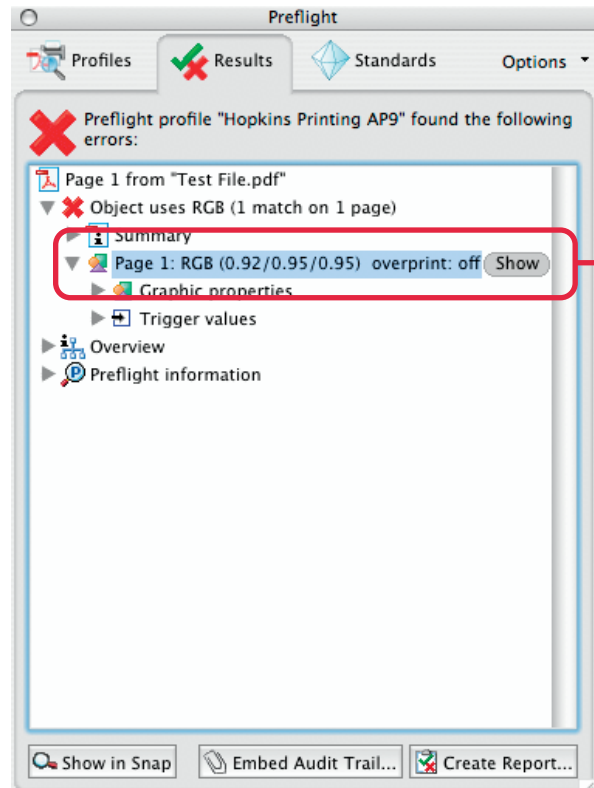 Preflight
Profiles Results Standards Options
Preflight profile "Hopkins Printing AP9" found the following
errors:
Page 1 from "Test File.pdf"
Object uses RGB (1 match on 1 page)
Summary
Page 1: RGB (0.92/0.95/0.95) overprint: off Show
Graphic properties
Trigger values
Overview
Preflight information
Show in Snap Embed Audit Trail... Create Report...